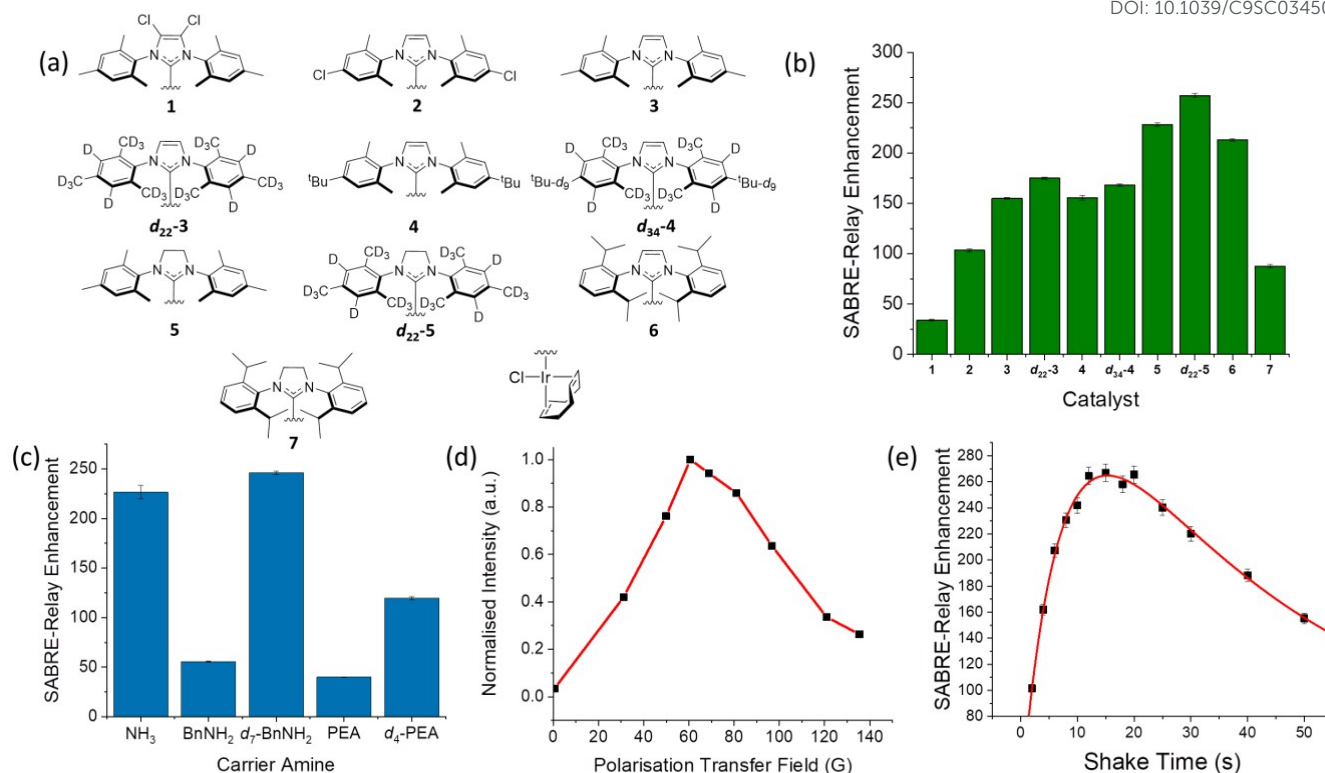 DOI: 10.1039/C9SC03450
(a)
Cl Cl
N N
1
Cl N N Cl
2
N N
3
D CD3 D3C D
D3C N N CD3
D CD3 D3C D
d22-3
N N
tBu tBu
4
D CD3 D3C D
tBu-d9 N N tBu-d9
D CD3 D3C D
d34-4
N N
5
D CD3 D3C D
D3C N N CD3
D CD3 D3C D
d22-5
N N
6
N N
7
Cl Ir
(b)
SABRE-Relay Enhancement
300
250
200
150
100
50
0
1 2 3 d22-3 4 d34-4 5 d22-5 6 7
Catalyst
(c)
SABRE-Relay Enhancement
250
200
150
100
50
0
NH3 BnNH2 d7-BnNH2 PEA d4-PEA
Carrier Amine
(d)
Normalised Intensity (a.u.)
1.0
0.8
0.6
0.4
0.2
0.0
0 20 40 60 80 100 120 140
Polarisation Transfer Field (G)
(e)
SABRE-Relay Enhancement
280
260
240
220
200
180
160
140
120
100
80
0 10 20 30 40 50
Shake Time (s)